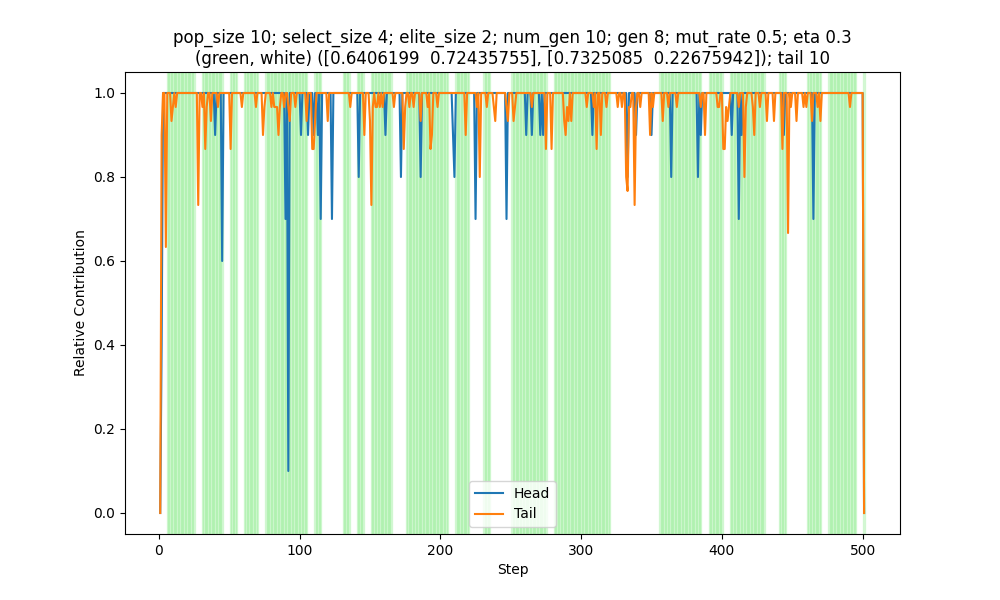 pop_size 10; select_size 4; elite_size 2; num_gen 10; gen 8; mut_rate 0.5; eta 0.3
(green, white) ([0.6406199  0.72435755], [0.7325085  0.22675942]); tail 10
1.0
0.8
0.6
0.4
0.2
0.0
Relative Contribution
Head
Tail
0
100
200
300
400
500
Step